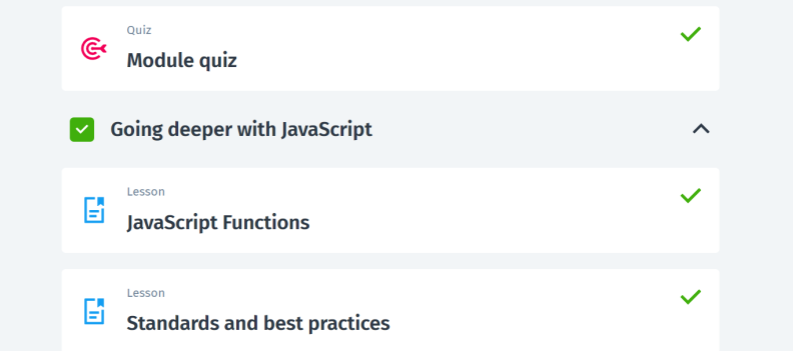 Quiz
Module quiz
Going deeper with JavaScript
Lesson
JavaScript Functions
Lesson
Standards and best practices